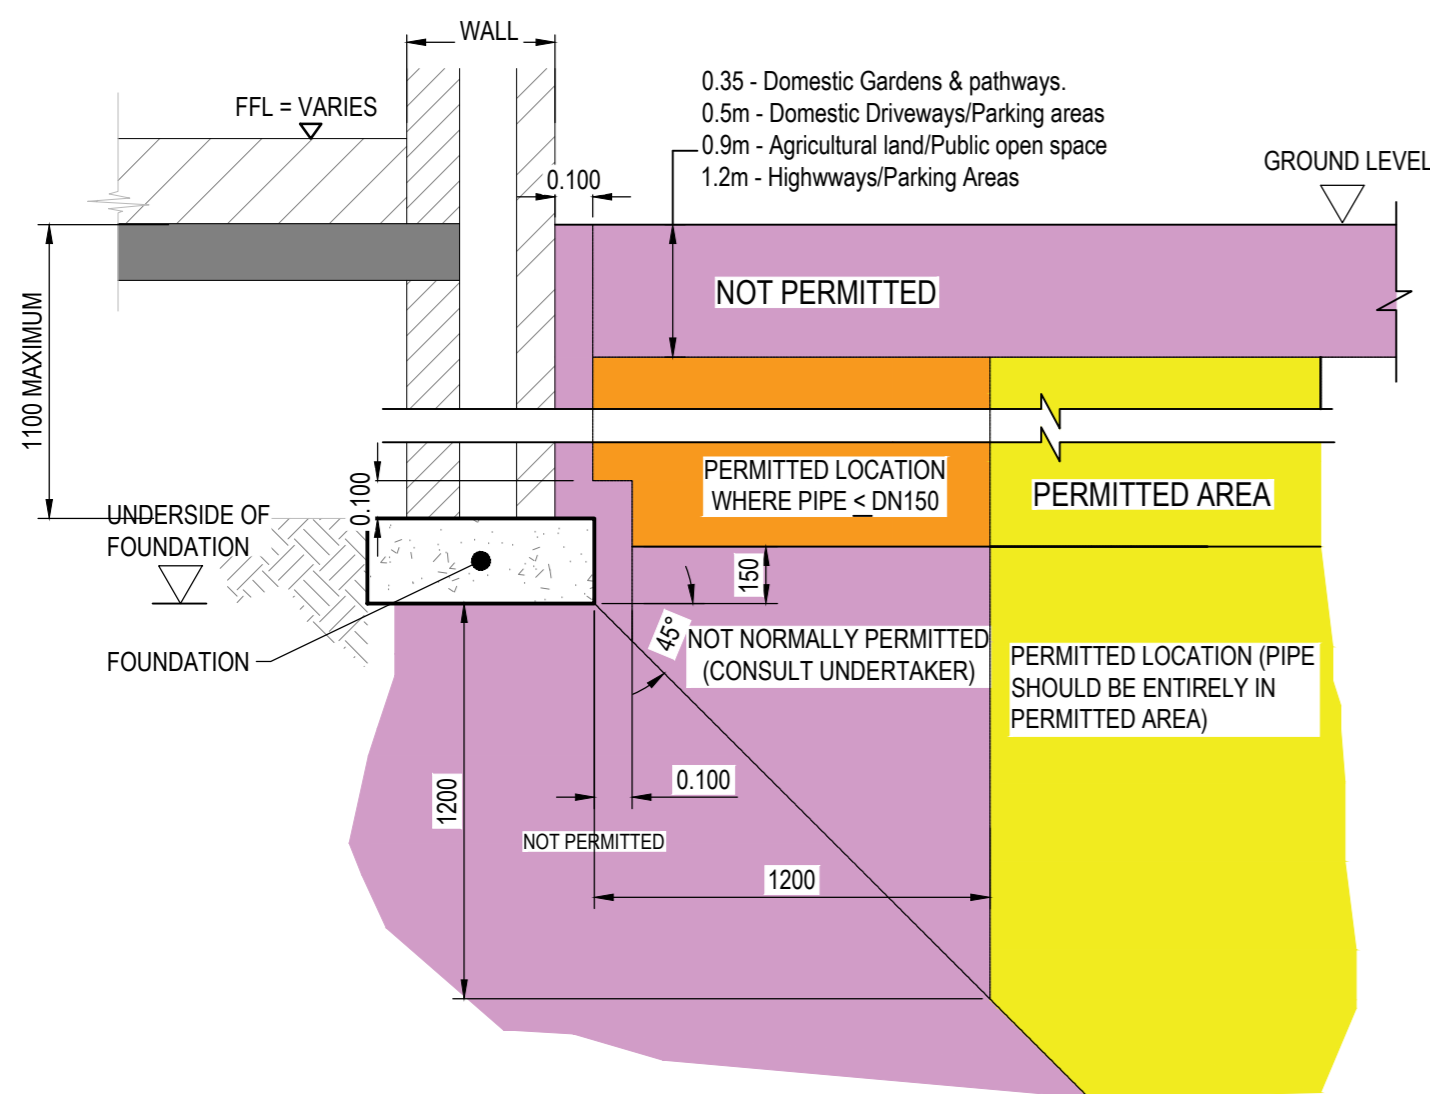 WALL
FFL = VARIES
0.35 - Domestic Gardens & pathways.
0.5m - Domestic Driveways/Parking areas
0.9m - Agricultural land/Public open space
1.2m - Highwways/Parking Areas
GROUND LEVEL
0.100
NOT PERMITTED
1100 MAXIMUM
0.100
PERMITTED LOCATION
WHERE PIPE < DN150
PERMITTED AREA
UNDERSIDE OF
FOUNDATION
150
45°
NOT NORMALLY PERMITTED
(CONSULT UNDERTAKER)
PERMITTED LOCATION (PIPE
SHOULD BE ENTIRELY IN
PERMITTED AREA)
FOUNDATION
1200
0.100
NOT PERMITTED
1200